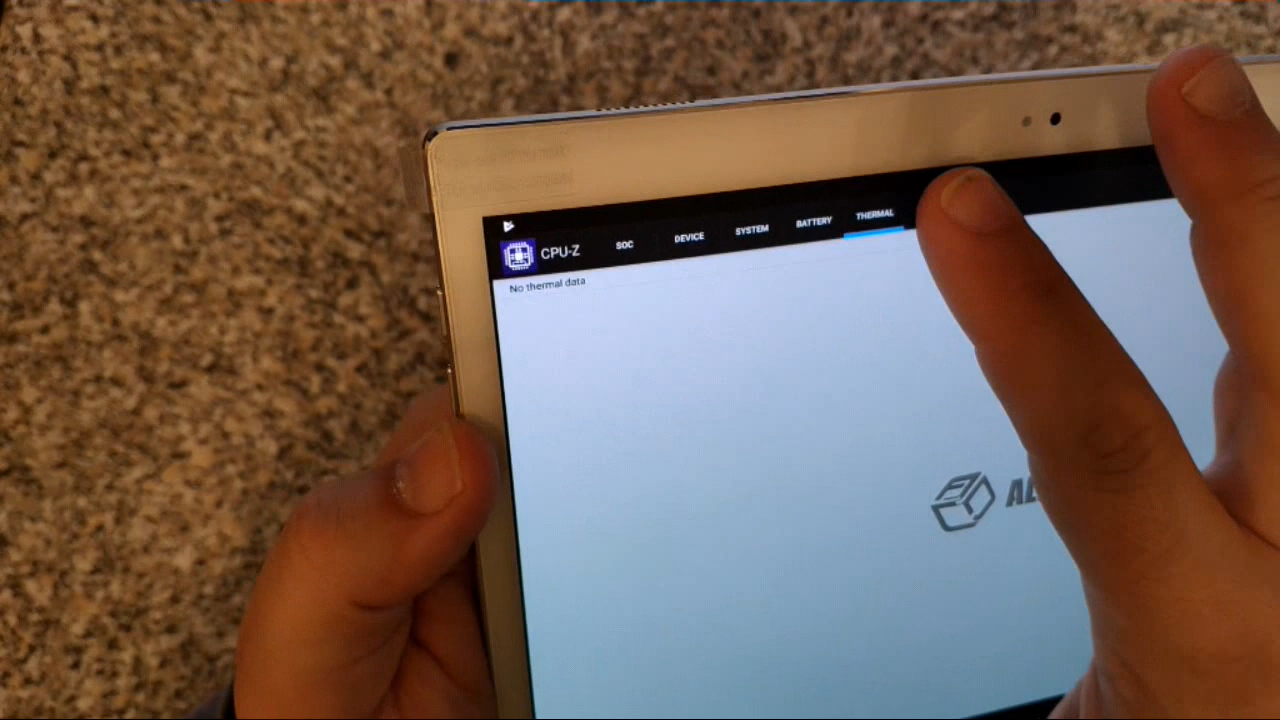 CPU-Z SOC DEVICE SYSTEM BATTERY THERMAL
No thermal data